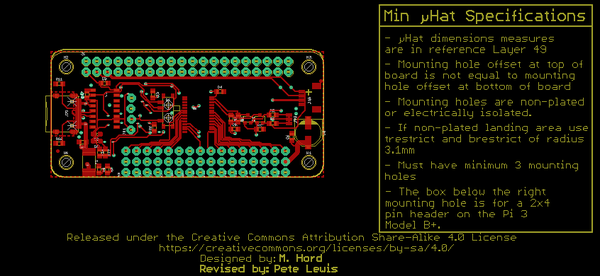 Min µHat Specifications
- µHat dimensions measures
are in reference Layer 49
- Mounting hole offset at top of
board is not equal to mounting
hole offset at bottom of board
- Mounting holes are non-plated
or electrically isolated.
- If non-plated landing area use
trestrict and brestrict of radius
3.1mm
- Must have minimum 3 mounting
holes
- The box below the right
mounting hole is for a 2x4
pin header on the Pi 3
Model B+.
Released under the Creative Commons Attribution Share-Alike 4.0 License
https://creativecommons.org/licenses/by-sa/4.0/
Designed by: M. Hord
Revised by: Pete Lewis